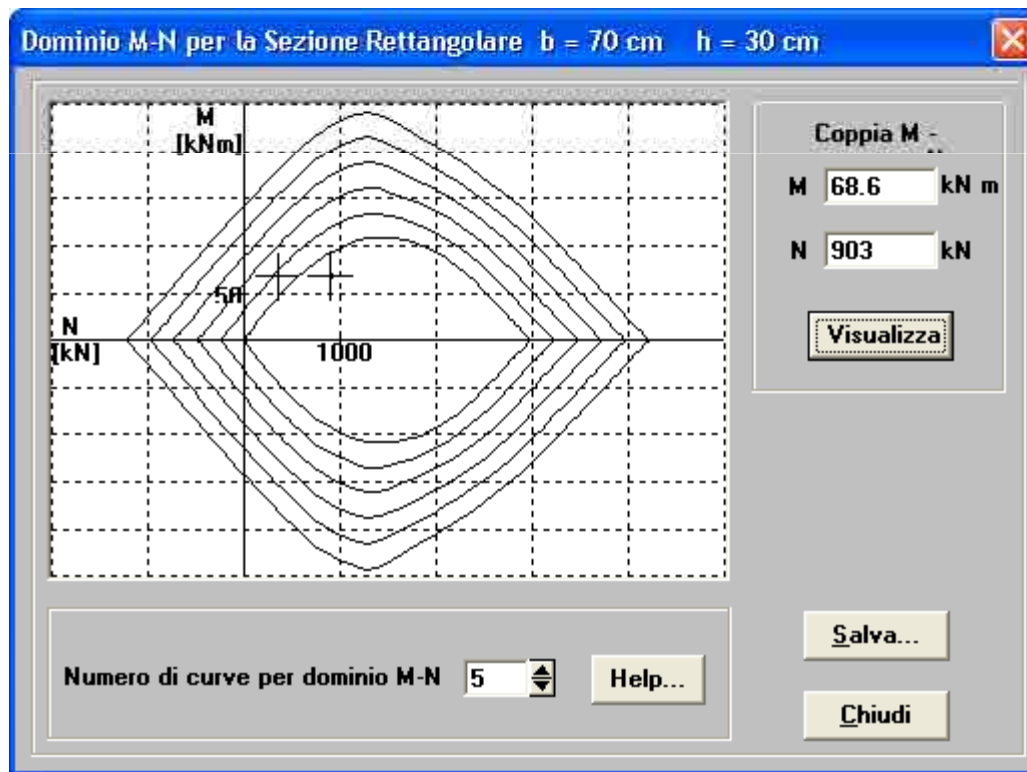 Dominio M-N per la Sezione Rettangolare b = 70 cm h = 30 cm
M
[kNm]
50
N
[kN]
1000
Coppia M -
M 68.6 kN m
N 903 kN
Visualizza
Numero di curve per dominio M-N 5 Help...
Salva...
Chiudi